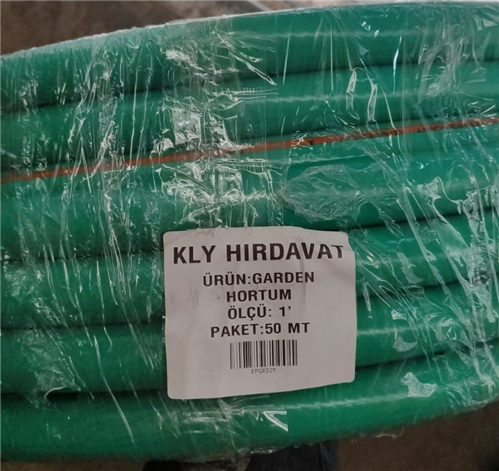 KLY HIRDAVAT
ÜRÜN:GARDEN
HORTUM
ÖLÇÜ: 1'
PAKET:50 MT